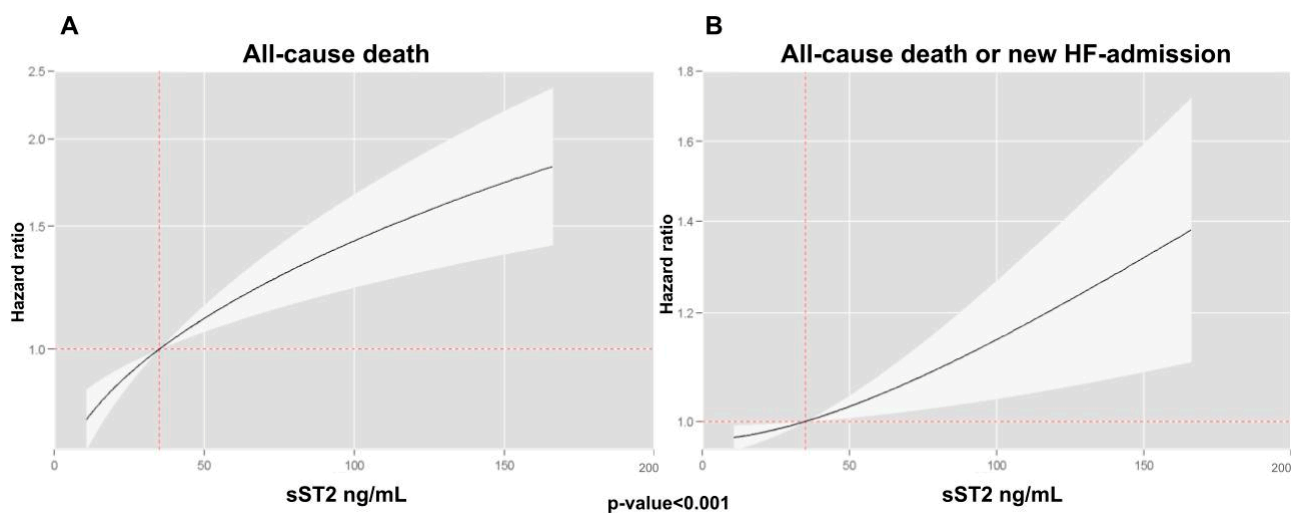 A
All-cause death
Hazard ratio
2.5
2.0
1.5
1.0
0
50
100
150
200
sST2 ng/mL
B
All-cause death or new HF-admission
Hazard ratio
1.8
1.6
1.4
1.2
1.0
0
50
100
150
200
sST2 ng/mL
p-value<0.001